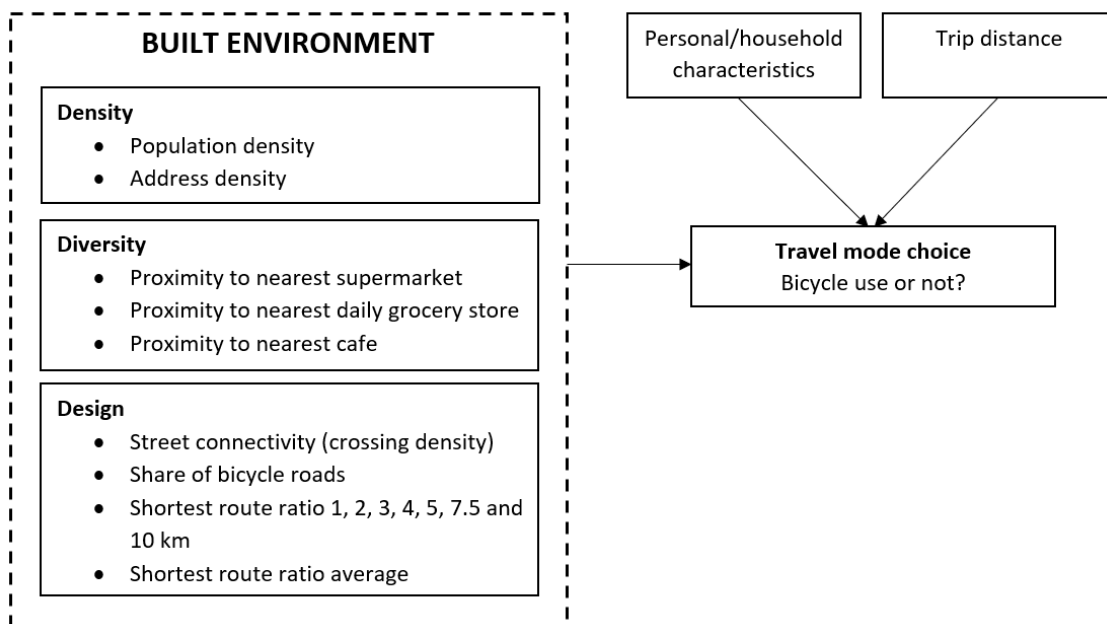 BUILT ENVIRONMENT
Density
● Population density
● Address density
Diversity
● Proximity to nearest supermarket
● Proximity to nearest daily grocery store
● Proximity to nearest cafe
Design
● Street connectivity (crossing density)
● Share of bicycle roads
● Shortest route ratio 1, 2, 3, 4, 5, 7.5 and
10 km
● Shortest route ratio average
Personal/household
characteristics
Trip distance
Travel mode choice
Bicycle use or not?